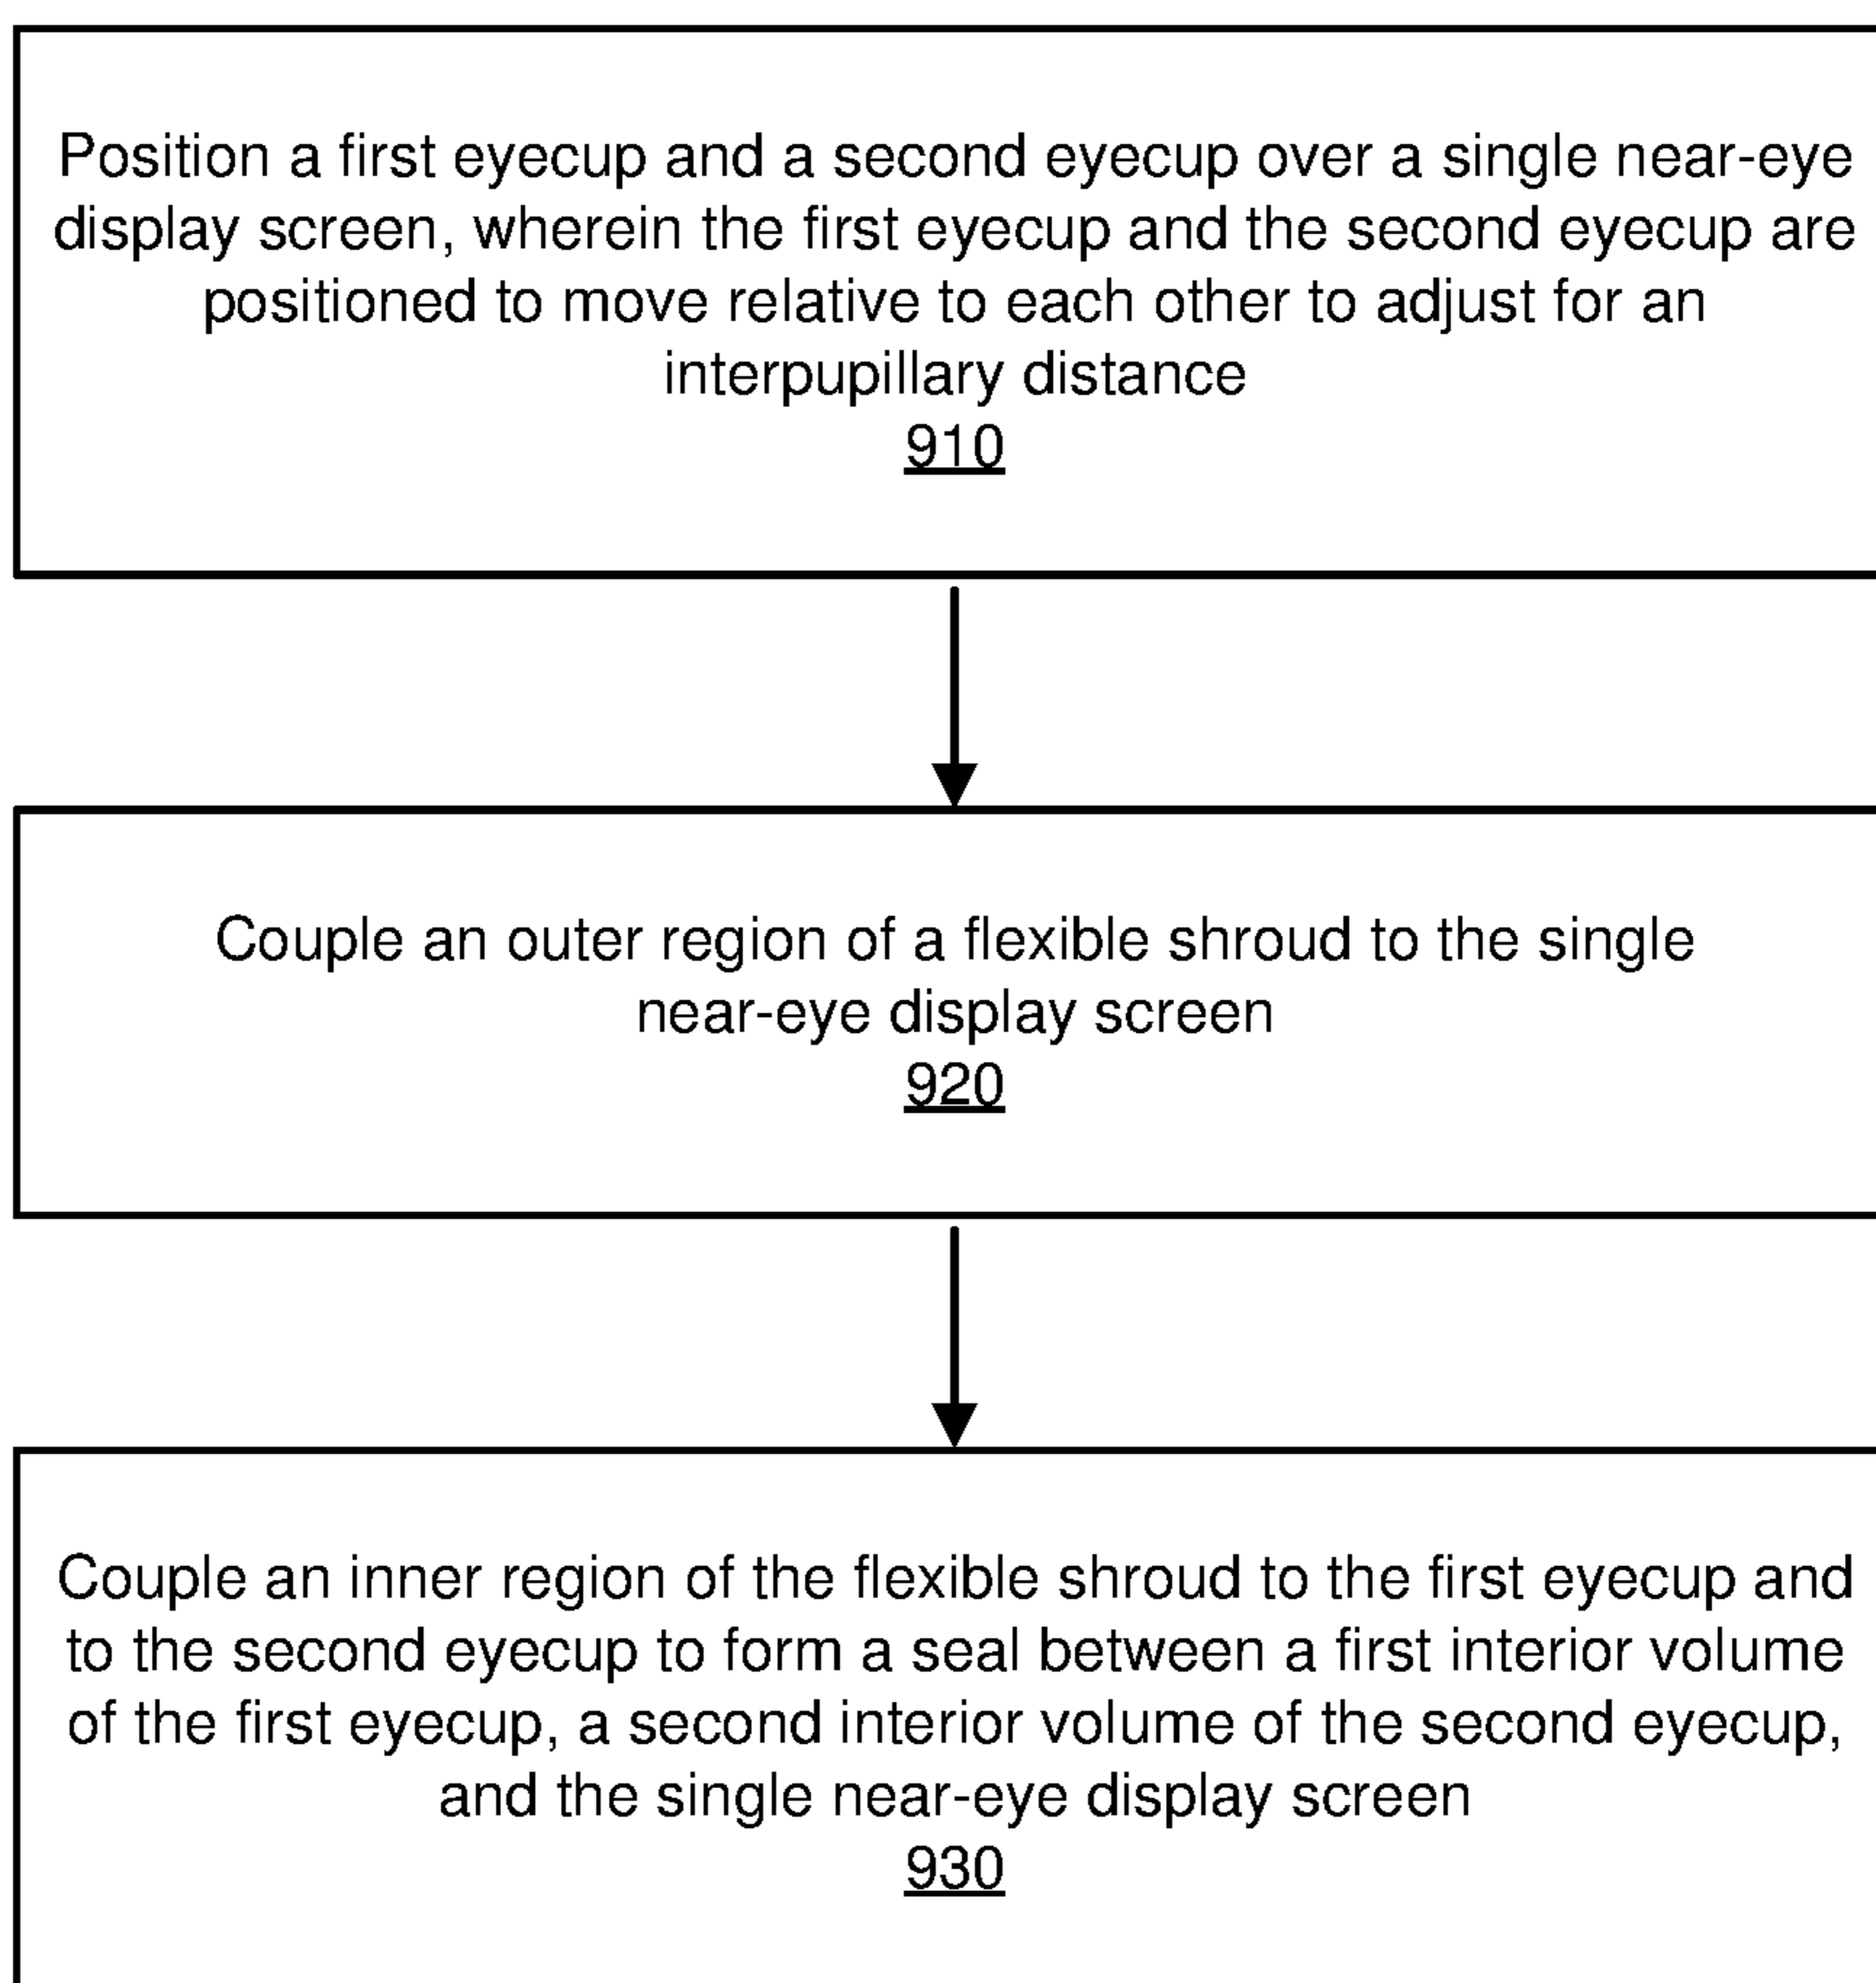 Position a first eyecup and a second eyecup over a single near-eye
display screen, wherein the first eyecup and the second eyecup are
positioned to move relative to each other to adjust for an
interpupillary distance
910
Couple an outer region of a flexible shroud to the single
near-eye display screen
920
Couple an inner region of the flexible shroud to the first eyecup and
to the second eyecup to form a seal between a first interior volume
of the first eyecup, a second interior volume of the second eyecup,
and the single near-eye display screen
930